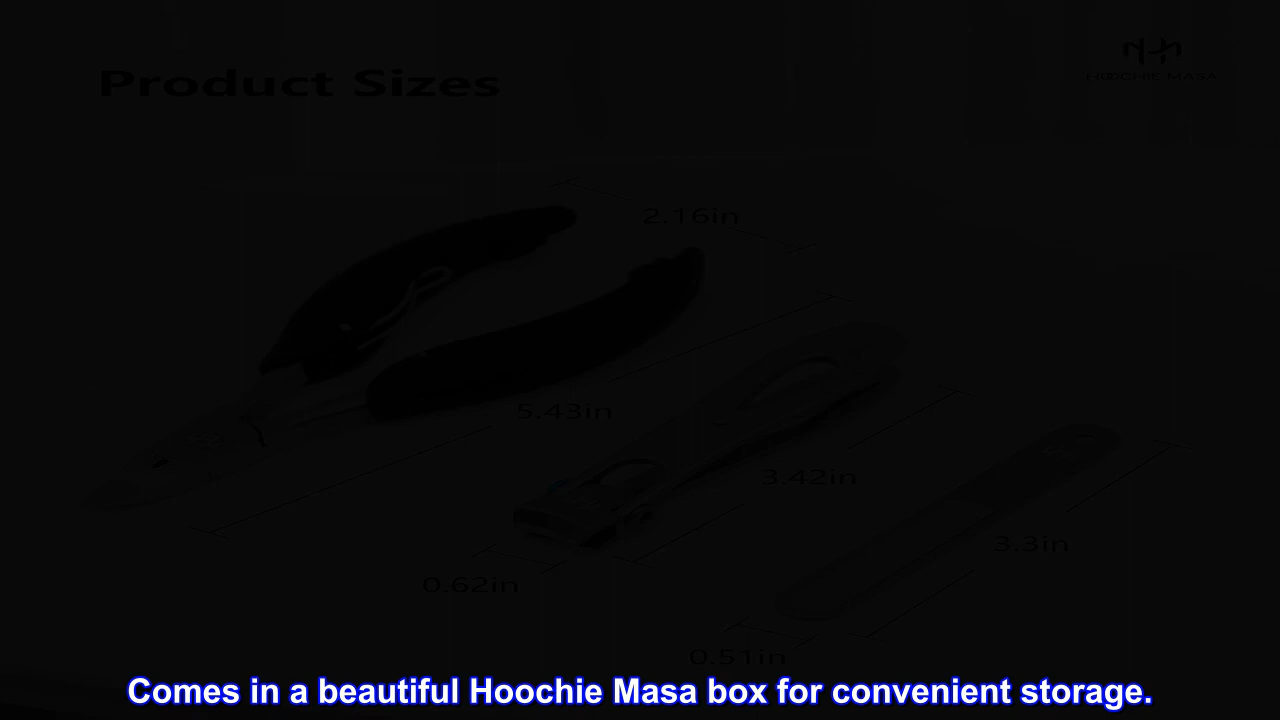 HOOCHIE MASA
Product Sizes
2.16in
5.43in
3.42in
3.3in
0.62in
0.51in
Comes in a beautiful Hoochie Masa box for convenient storage.